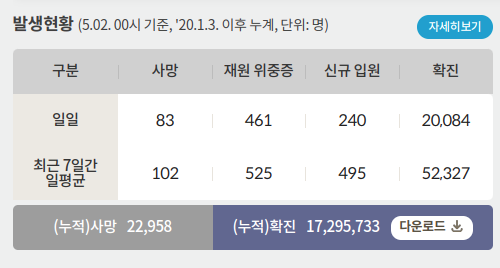 발생현황 (5.02. 00시 기준, '20.1.3. 이후 누계, 단위: 명) 자세히보기
구분 사망 재원 위중증 신규 입원 확진
일일 83 461 240 20,084
최근 7일간
일평균 102 525 495 52,327
(누적)사망 22,958 (누적)확진 17,295,733 다운로드